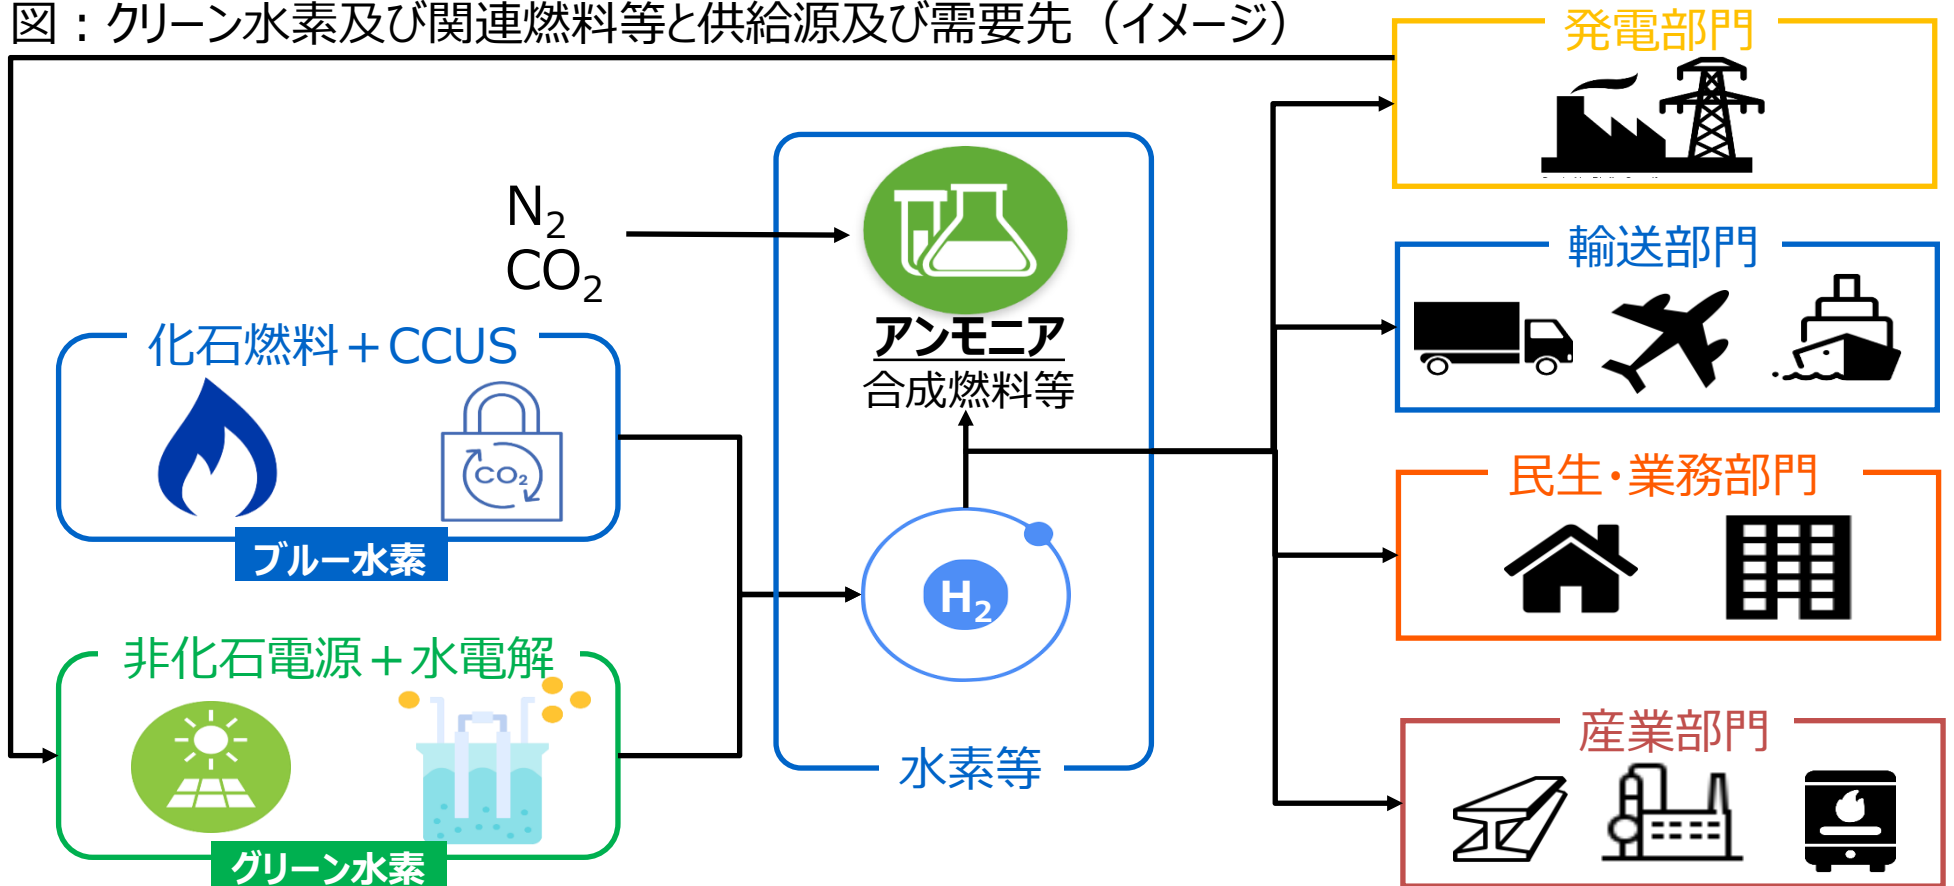 図：クリーン水素及び関連燃料等と供給源及び需要先（イメージ）
発電部門
N₂
CO₂
輸送部門
アンモニア
合成燃料等
化石燃料＋CCUS
CO₂
ブルー水素
民生・業務部門
H₂
非化石電源＋水電解
グリーン水素
水素等
産業部門